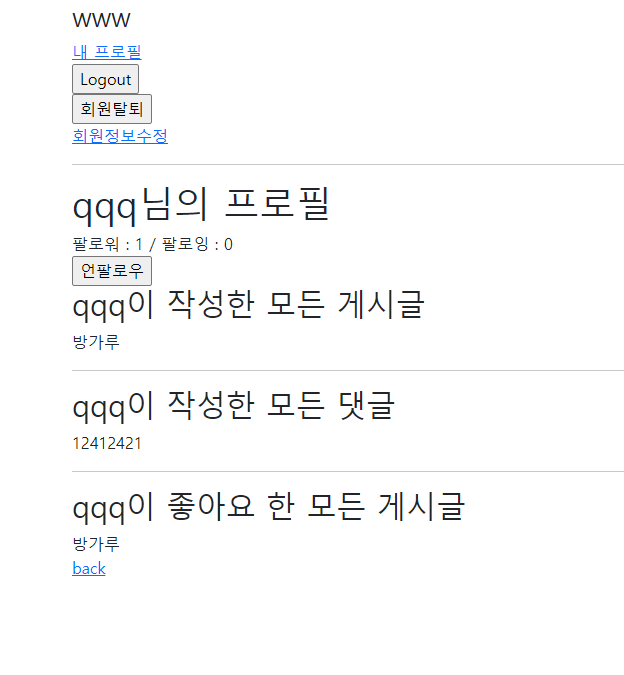 www
내 프로필
Logout
회원탈퇴
회원정보수정
qqq님의 프로필
팔로워 : 1 / 팔로잉 : 0
언팔로우
qqq이 작성한 모든 게시글
방가루
qqq이 작성한 모든 댓글
12412421
qqq이 좋아요 한 모든 게시글
방가루
back